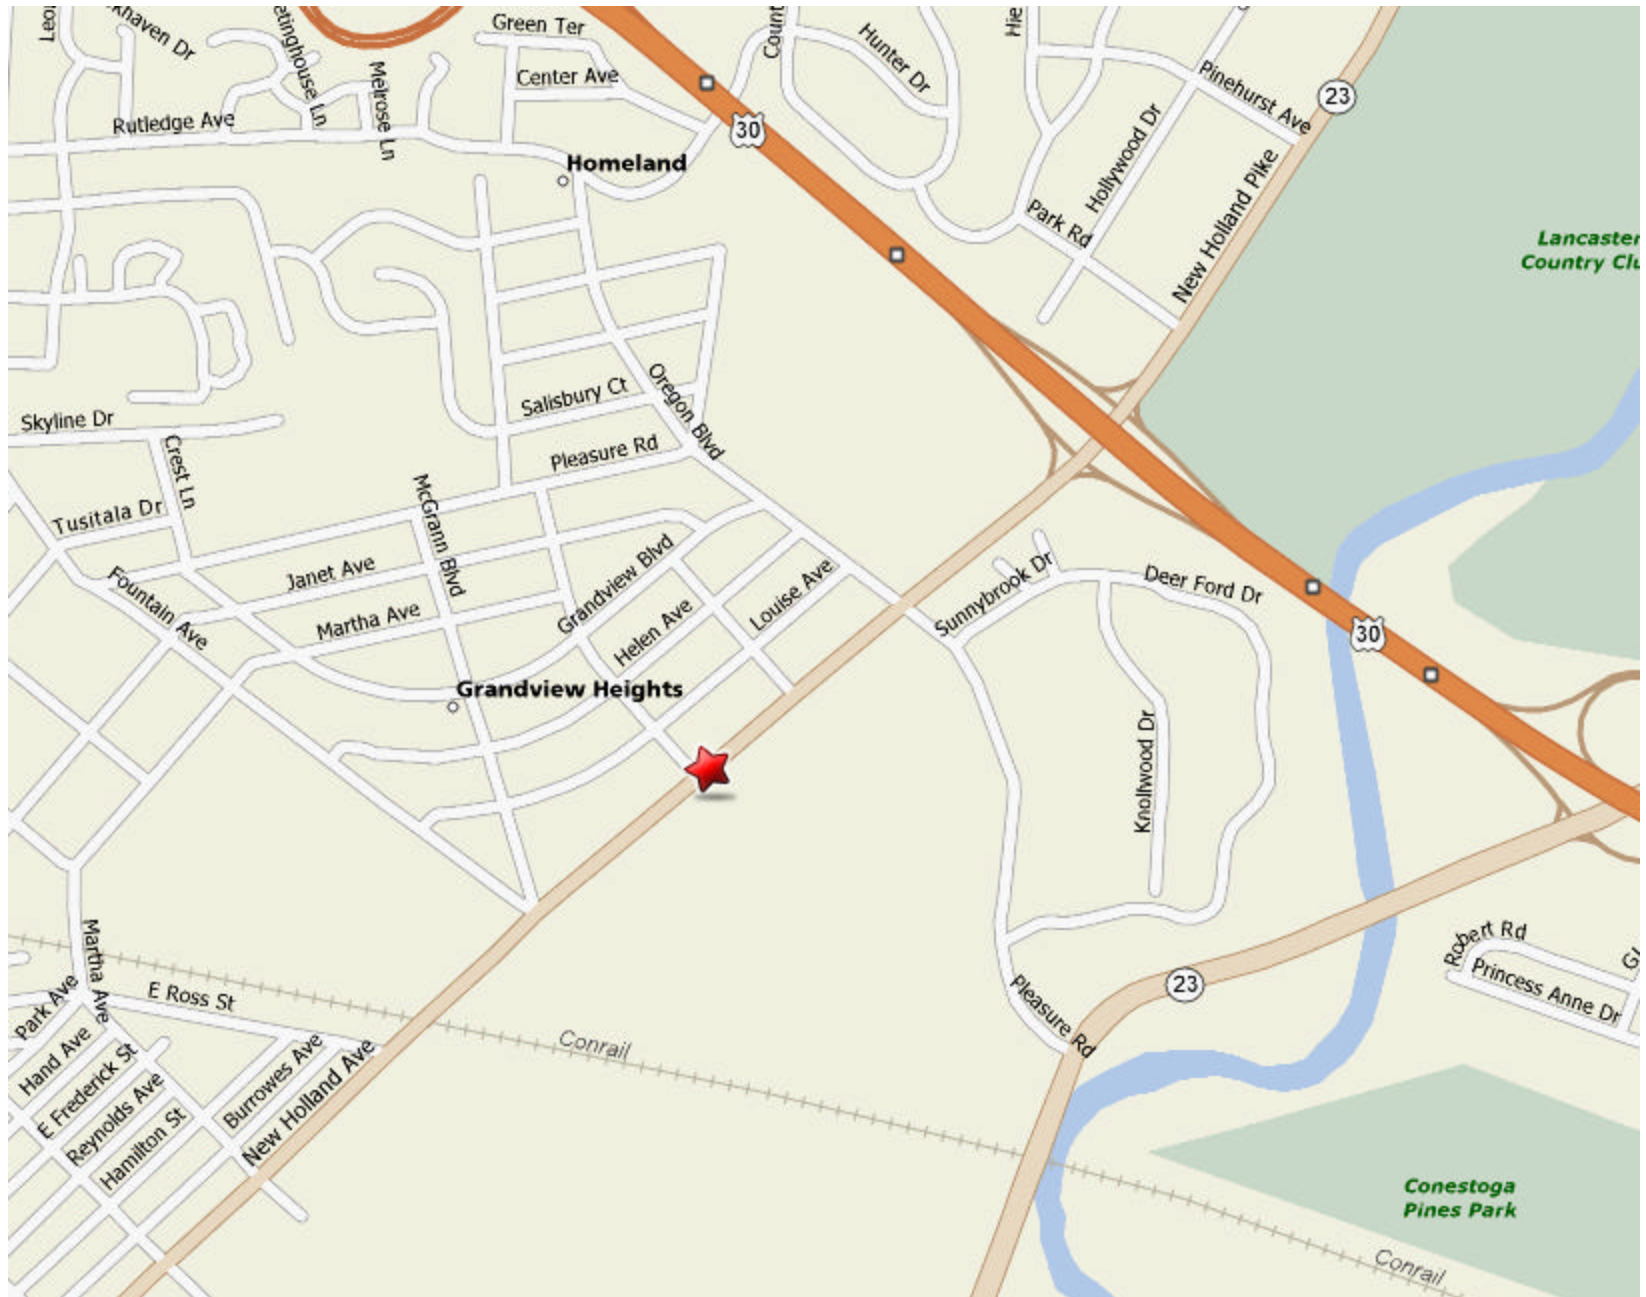 Green Ter
Center Ave
Hunter Dr
Melrose Ln
Rutledge Ave
Pinehurst Ave
23
30
Homeland
Hollywood Dr
Park Rd
New Holland Pike
Lancaster
Skyline Dr
Crest Ln
Salisbury Ct
Oregon Blvd
Pleasure Rd
McGrann Blvd
Tusitala Dr
Janet Ave
Fountain Ave
Martha Ave
Grandview Blvd
Helen Ave
Louise Ave
Sunnybrook Dr
Deer Ford Dr
30
Grandview Heights
Knollwood Dr
Martha Ave
E Ross St
Park Ave
Hand Ave
E Frederick St
Reynolds Ave
Hamilton St
Burrowes Ave
New Holland Ave
Conrail
23
Pleasure Rd
Robert Rd
Princess Anne Dr
Conestoga
Pines Park
Conrail